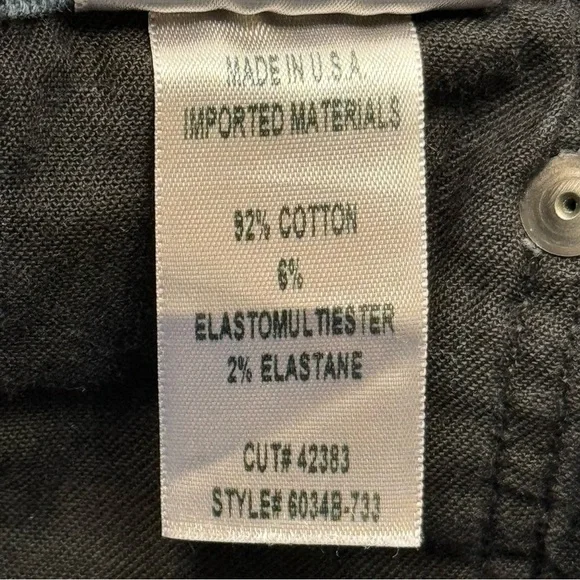 MADE IN U.S.A.
IMPORTED MATERIALS
92% COTTON
6%
ELASTOMULTIESTER
2% ELASTANE
CUT# 42383
STYLE# 6034B-733